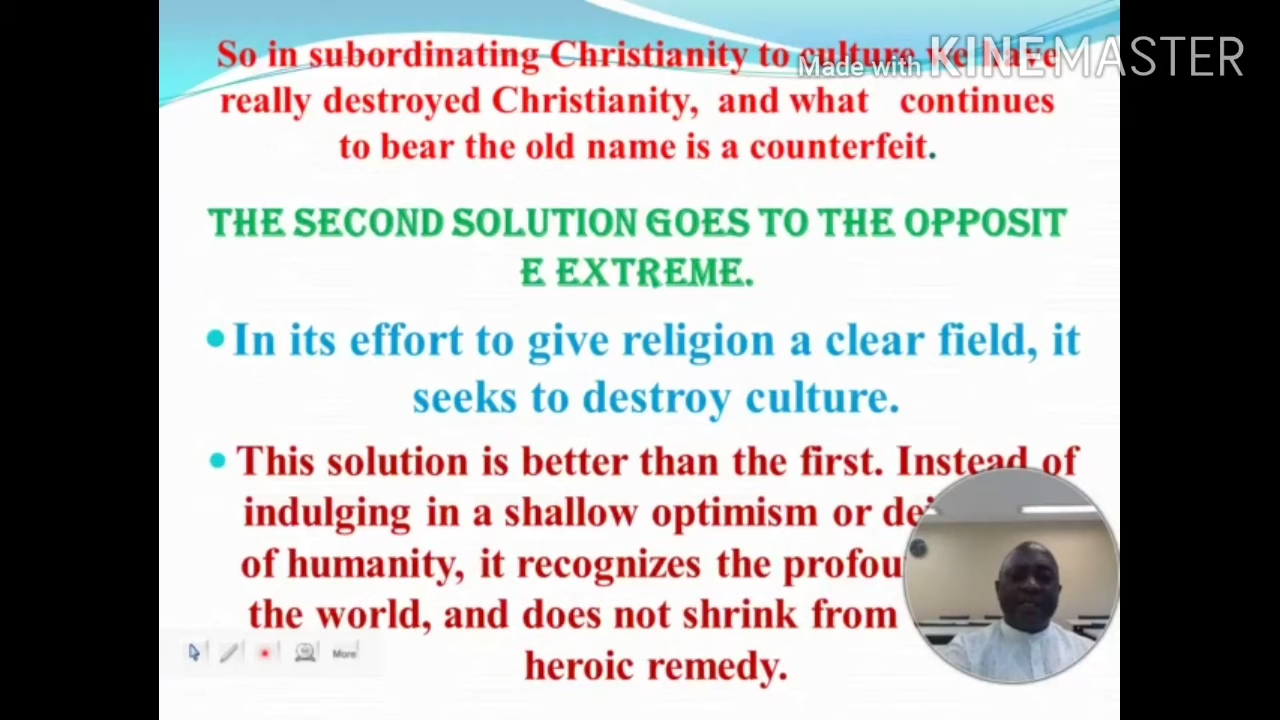 So in subordinating Christianity to culture we have
Made with KINEMASTER
really destroyed Christianity, and what continues
to bear the old name is a counterfeit.
THE SECOND SOLUTION GOES TO THE OPPOSIT
E EXTREME.
•In its effort to give religion a clear field, it
seeks to destroy culture.
• This solution is better than the first. Instead of
indulging in a shallow optimism or
of humanity, it recognizes the
the world, and does not shrink from
heroic remedy.
More